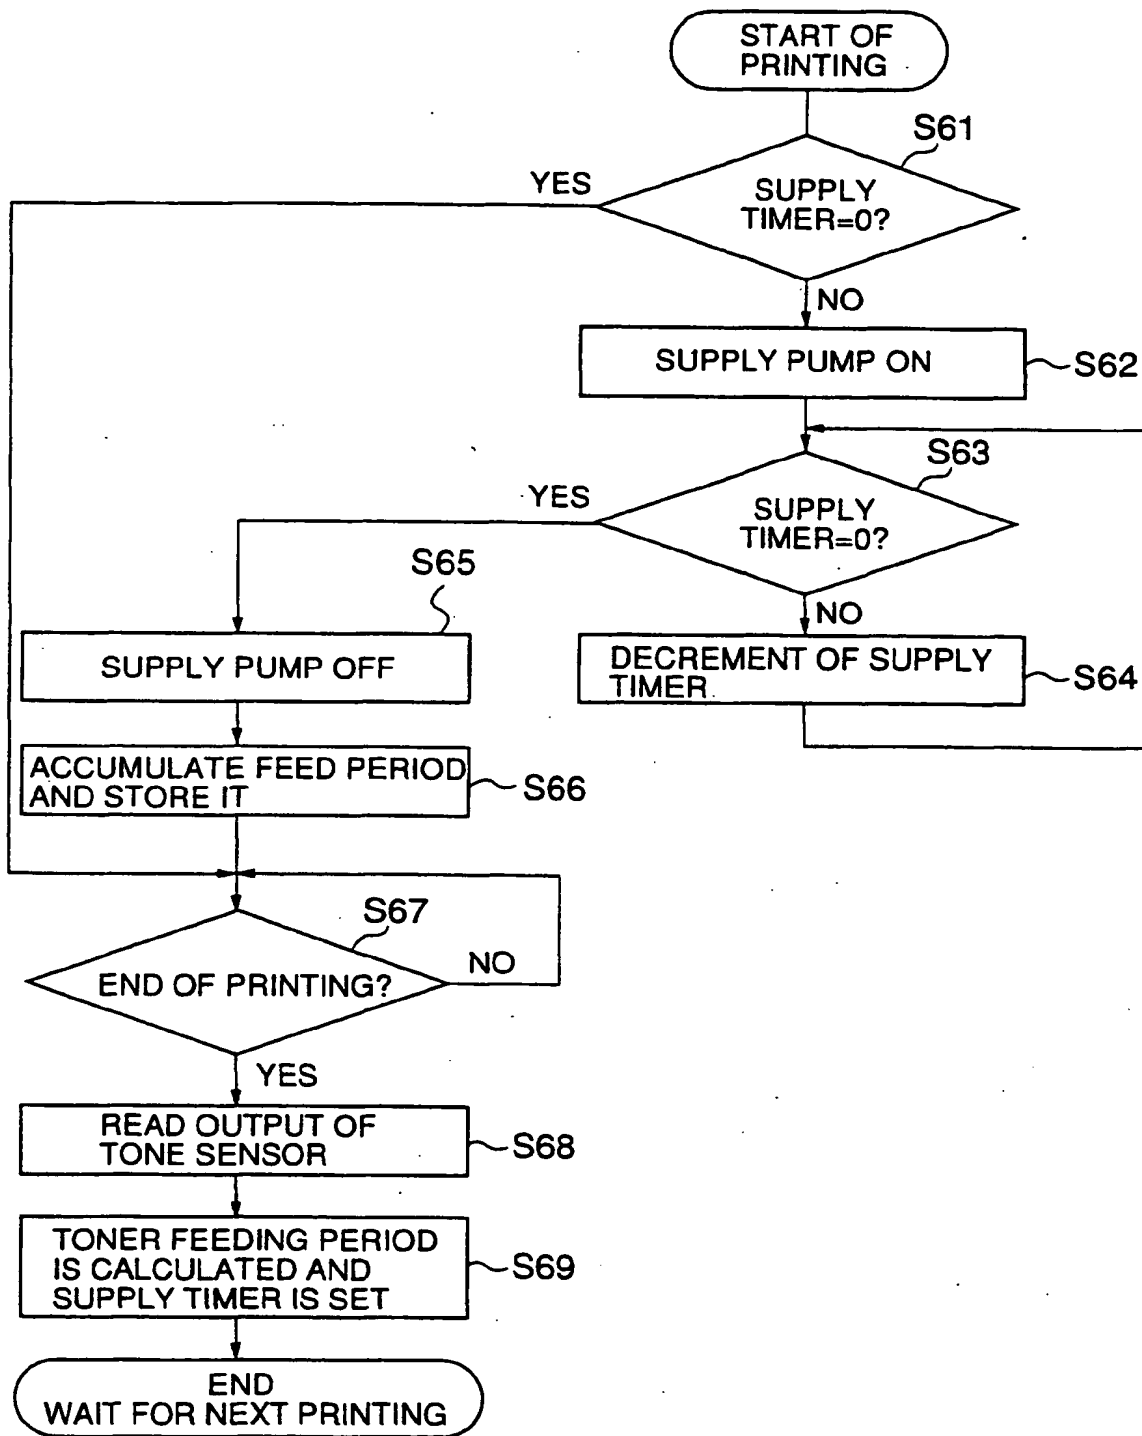 START OF
PRINTING
S61
YES
SUPPLY
TIMER=0?
NO
SUPPLY PUMP ON
S62
S63
YES
SUPPLY
TIMER=0?
NO
S65
SUPPLY PUMP OFF
DECREMENT OF SUPPLY
TIMER
S64
ACCUMULATE FEED PERIOD
AND STORE IT
S66
S67
END OF PRINTING?
NO
YES
READ OUTPUT OF
TONE SENSOR
S68
TONER FEEDING PERIOD
IS CALCULATED AND
SUPPLY TIMER IS SET
S69
END
WAIT FOR NEXT PRINTING